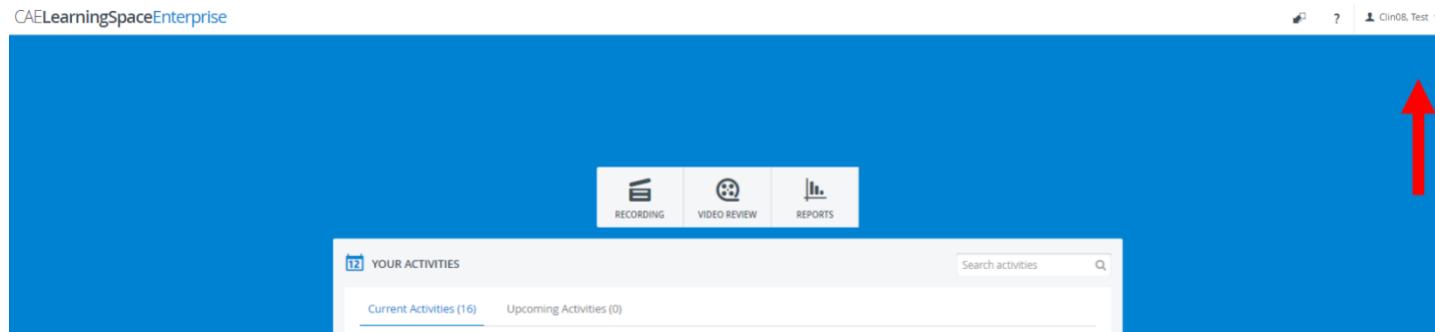 CAELearningSpaceEnterprise
? Clin08, Test
RECORDING VIDEO REVIEW REPORTS
12 YOUR ACTIVITIES Search activities
Current Activities (16) Upcoming Activities (0)